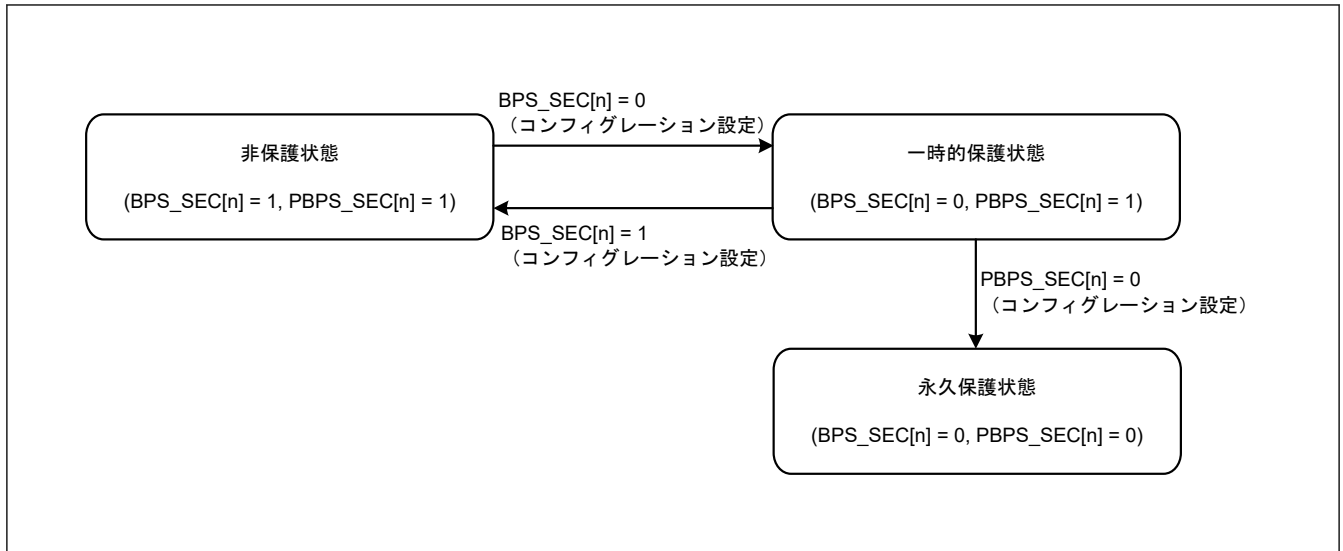 BPS_SEC[n] = 0
（コンフィグレーション設定）
非保護状態
(BPS_SEC[n] = 1, PBPS_SEC[n] = 1)
一時的保護状態
(BPS_SEC[n] = 0, PBPS_SEC[n] = 1)
BPS_SEC[n] = 1
（コンフィグレーション設定）
PBPS_SEC[n] = 0
（コンフィグレーション設定）
永久保護状態
(BPS_SEC[n] = 0, PBPS_SEC[n] = 0)